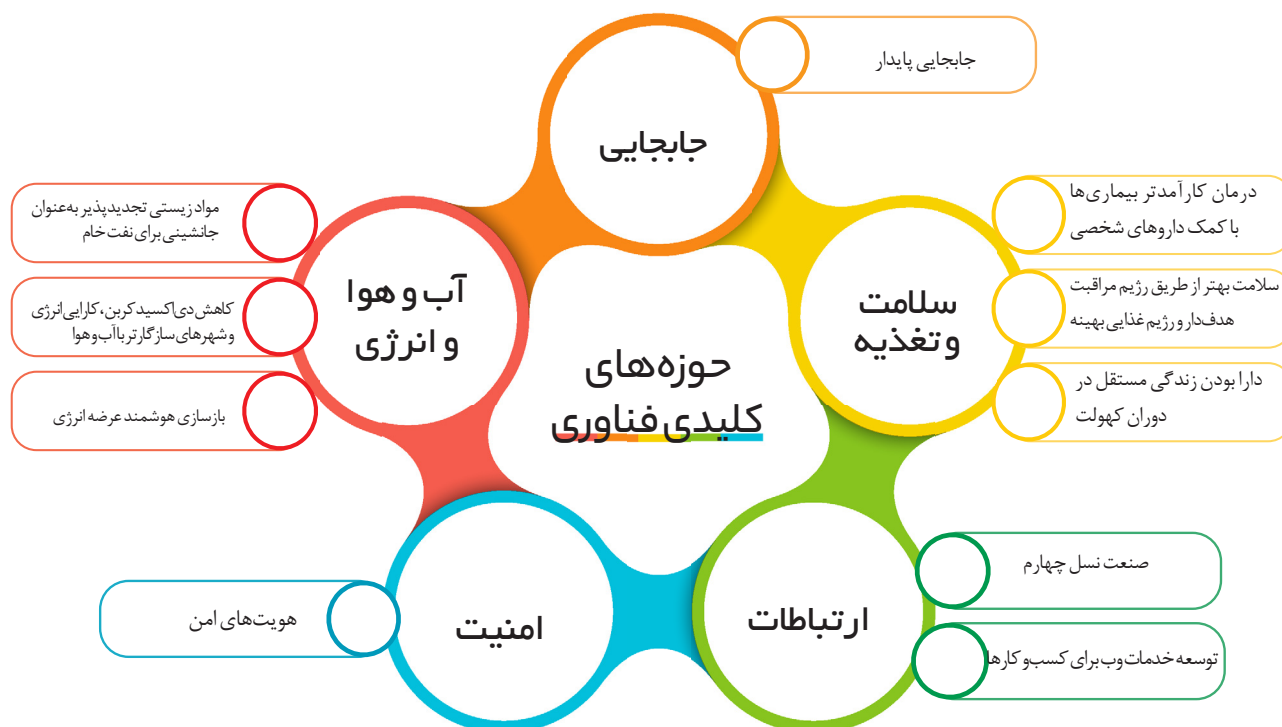 جابجایی
جابجایی پایدار
سلامت
و تغذیه
درمان کارآمدتر بیماری‌ها
با کمک داروهای شخصی
سلامت بهتر از طریق رژیم مراقبت
هدف‌دار و رژیم غذایی بهینه
دارا بودن زندگی مستقل در
دوران کهولت
آب و هوا
و انرژی
مواد زیستی تجدیدپذیر به‌عنوان
جانشینی برای نفت خام
کاهش دی‌اکسید کربن، کارایی انرژی
و شهرهای سازگارتر با آب و هوا
بازسازی هوشمند عرضه انرژی
حوزه‌های
کلیدی فناوری
ارتباطات
صنعت نسل چهارم
توسعه خدمات وب برای کسب و کارها
امنیت
هویت‌های امن